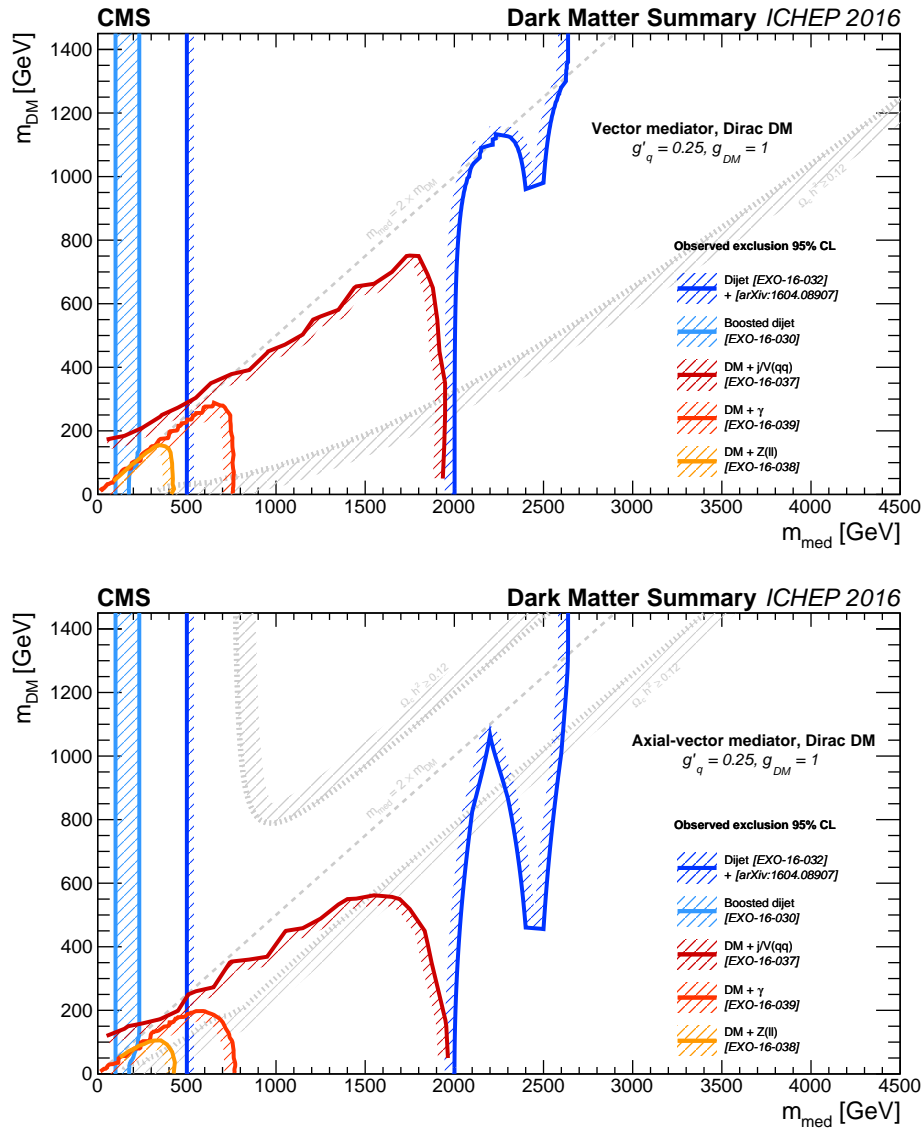 CMS Dark Matter Summary ICHEP 2016
m_DM [GeV]
1400
1200
1000
800
600
400
200
0
Vector mediator, Dirac DM
g'_q = 0.25, g_DM = 1
m_med = 2 × m_DM
Ω_c h² ≥ 0.12
Observed exclusion 95% CL
Dijet [EXO-16-032]
+ [arXiv:1604.08907]
Boosted dijet
[EXO-16-030]
DM + j/V(qq)
[EXO-16-037]
DM + γ
[EXO-16-039]
DM + Z(ll)
[EXO-16-038]
0 500 1000 1500 2000 2500 3000 3500 4000 4500
m_med [GeV]
CMS Dark Matter Summary ICHEP 2016
m_DM [GeV]
1400
1200
1000
800
600
400
200
0
Ω_c h² ≥ 0.12
m_med = 2 × m_DM
Ω_c h² ≥ 0.12
Axial-vector mediator, Dirac DM
g'_q = 0.25, g_DM = 1
Observed exclusion 95% CL
Dijet [EXO-16-032]
+ [arXiv:1604.08907]
Boosted dijet
[EXO-16-030]
DM + j/V(qq)
[EXO-16-037]
DM + γ
[EXO-16-039]
DM + Z(ll)
[EXO-16-038]
0 500 1000 1500 2000 2500 3000 3500 4000 4500
m_med [GeV]